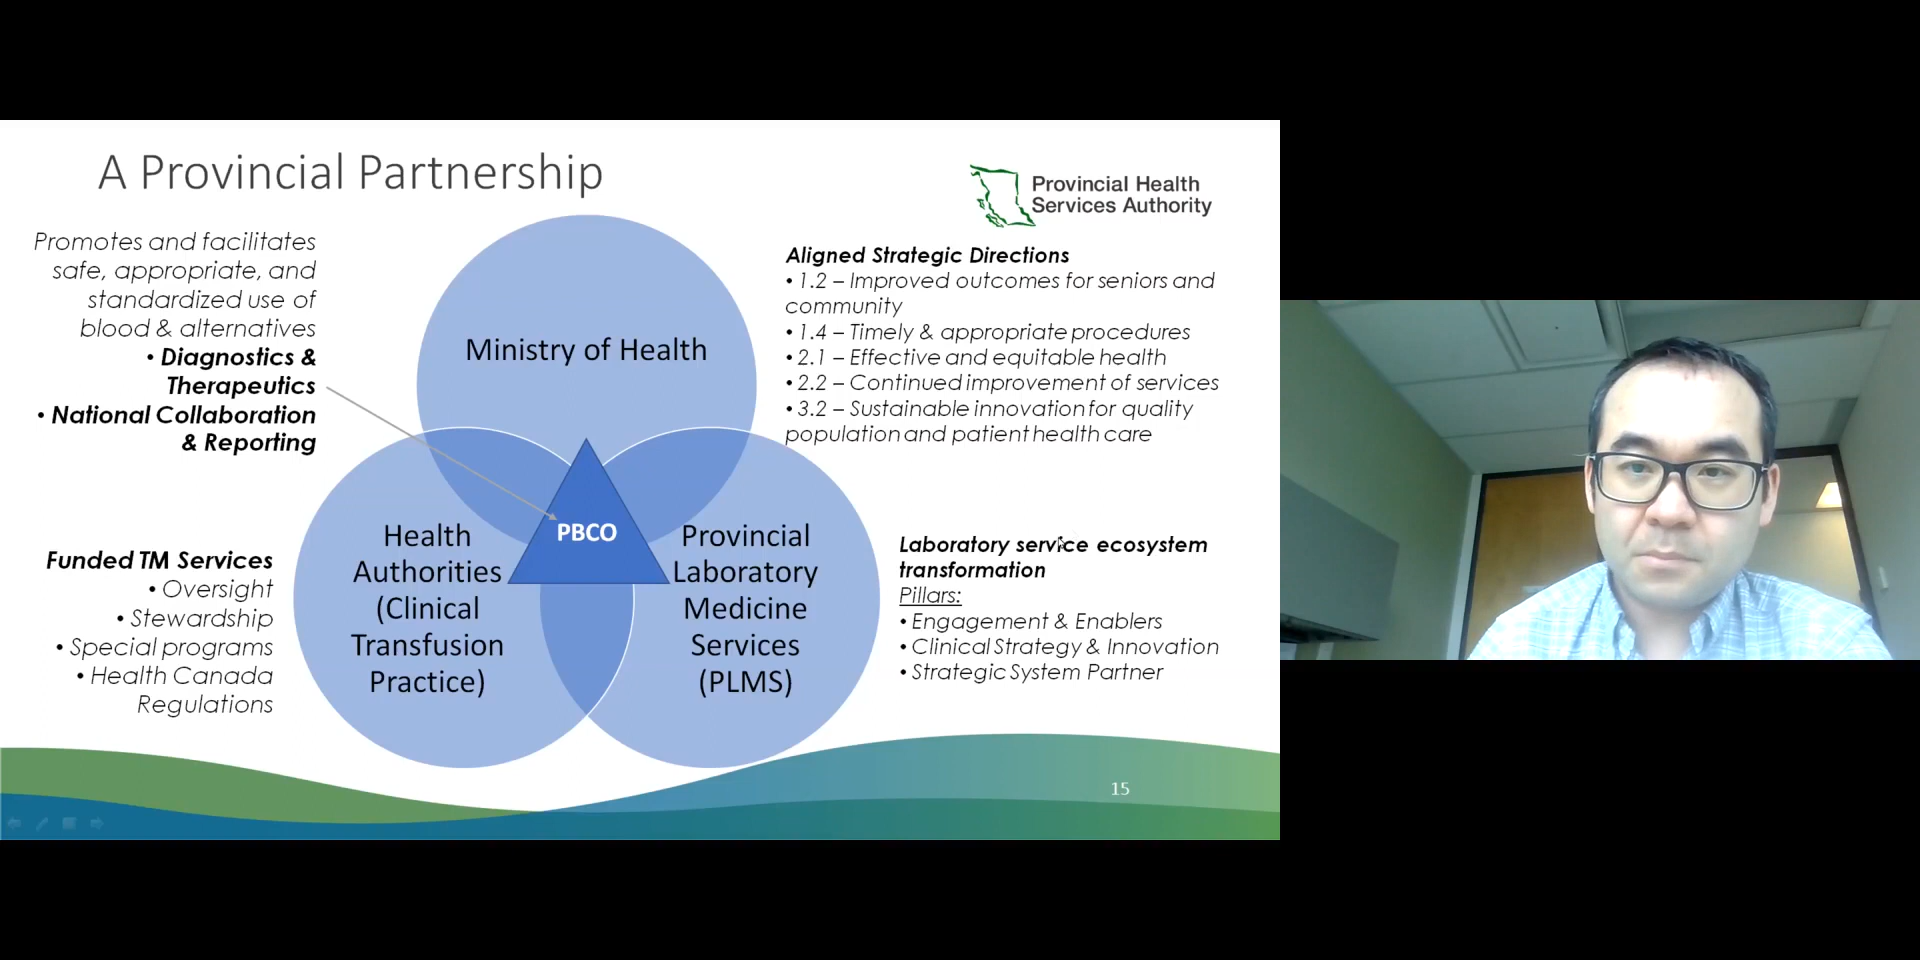 A Provincial Partnership
Provincial Health
Services Authority
Promotes and facilitates
safe, appropriate, and
standardized use of
blood & alternatives
• Diagnostics &
Therapeutics
• National Collaboration
& Reporting
Ministry of Health
Aligned Strategic Directions
• 1.2 – Improved outcomes for seniors and
community
• 1.4 – Timely & appropriate procedures
• 2.1 – Effective and equitable health
• 2.2 – Continued improvement of services
• 3.2 – Sustainable innovation for quality
population and patient health care
Funded TM Services
• Oversight
• Stewardship
• Special programs
• Health Canada
Regulations
Health
Authorities
(Clinical
Transfusion
Practice)
PBCO
Provincial
Laboratory
Medicine
Services
(PLMS)
Laboratory service ecosystem
transformation
Pillars:
• Engagement & Enablers
• Clinical Strategy & Innovation
• Strategic System Partner
15